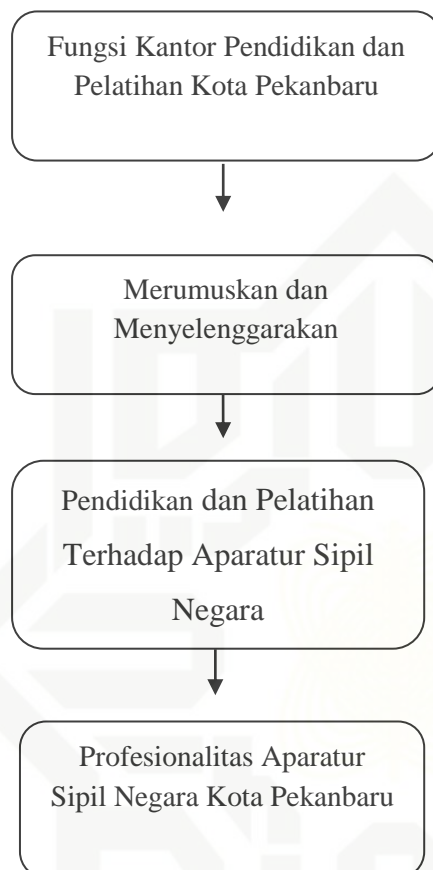 Fungsi Kantor Pendidikan dan
Pelatihan Kota Pekanbaru
Merumuskan dan
Menyelenggarakan
Pendidikan dan Pelatihan
Terhadap Aparatur Sipil
Negara
Profesionalitas Aparatur
Sipil Negara Kota Pekanbaru